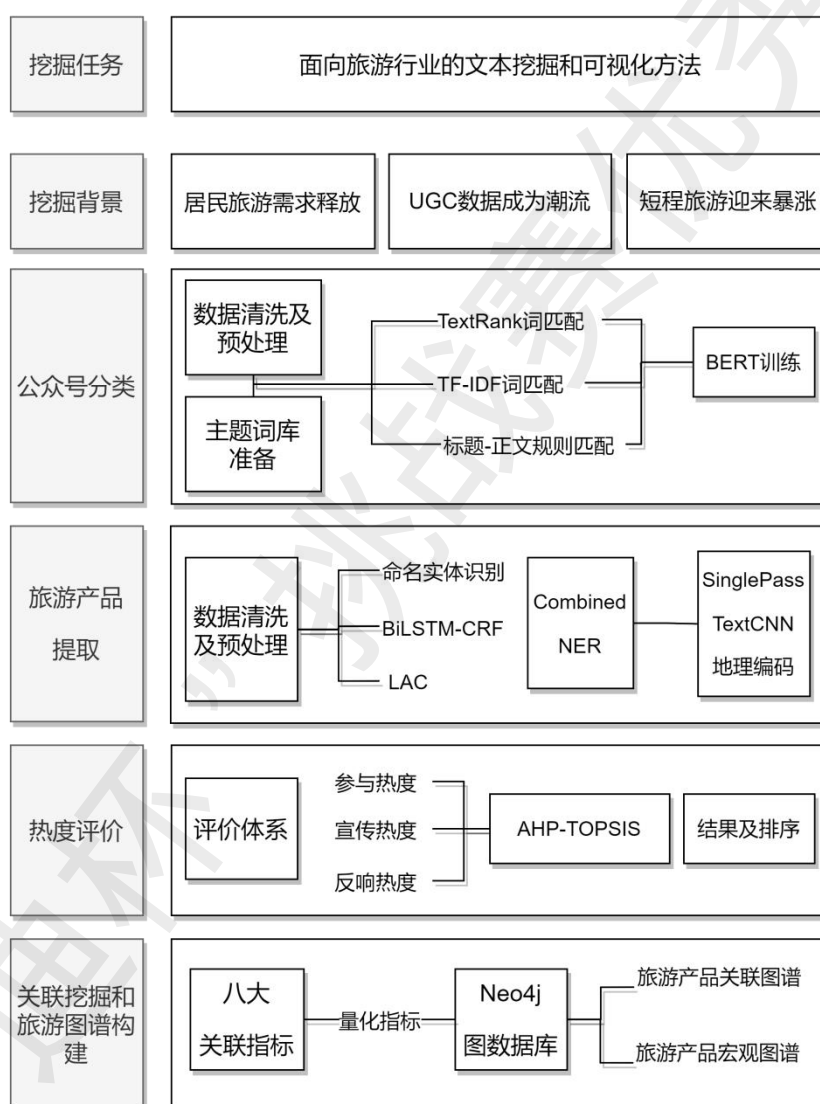 挖掘任务
面向旅游行业的文本挖掘和可视化方法
挖掘背景
居民旅游需求释放
UGC数据成为潮流
短程旅游迎来暴涨
公众号分类
数据清洗及
预处理
主题词库
准备
TextRank词匹配
TF-IDF词匹配
标题-正文规则匹配
BERT训练
旅游产品
提取
数据清洗
及预处理
命名实体识别
BiLSTM-CRF
LAC
Combined
NER
SinglePass
TextCNN
地理编码
热度评价
评价体系
参与热度
宣传热度
反响热度
AHP-TOPSIS
结果及排序
关联挖掘和
旅游图谱构
建
八大
关联指标
量化指标
Neo4j
图数据库
旅游产品关联图谱
旅游产品宏观图谱
迪杯”挑战赛优秀